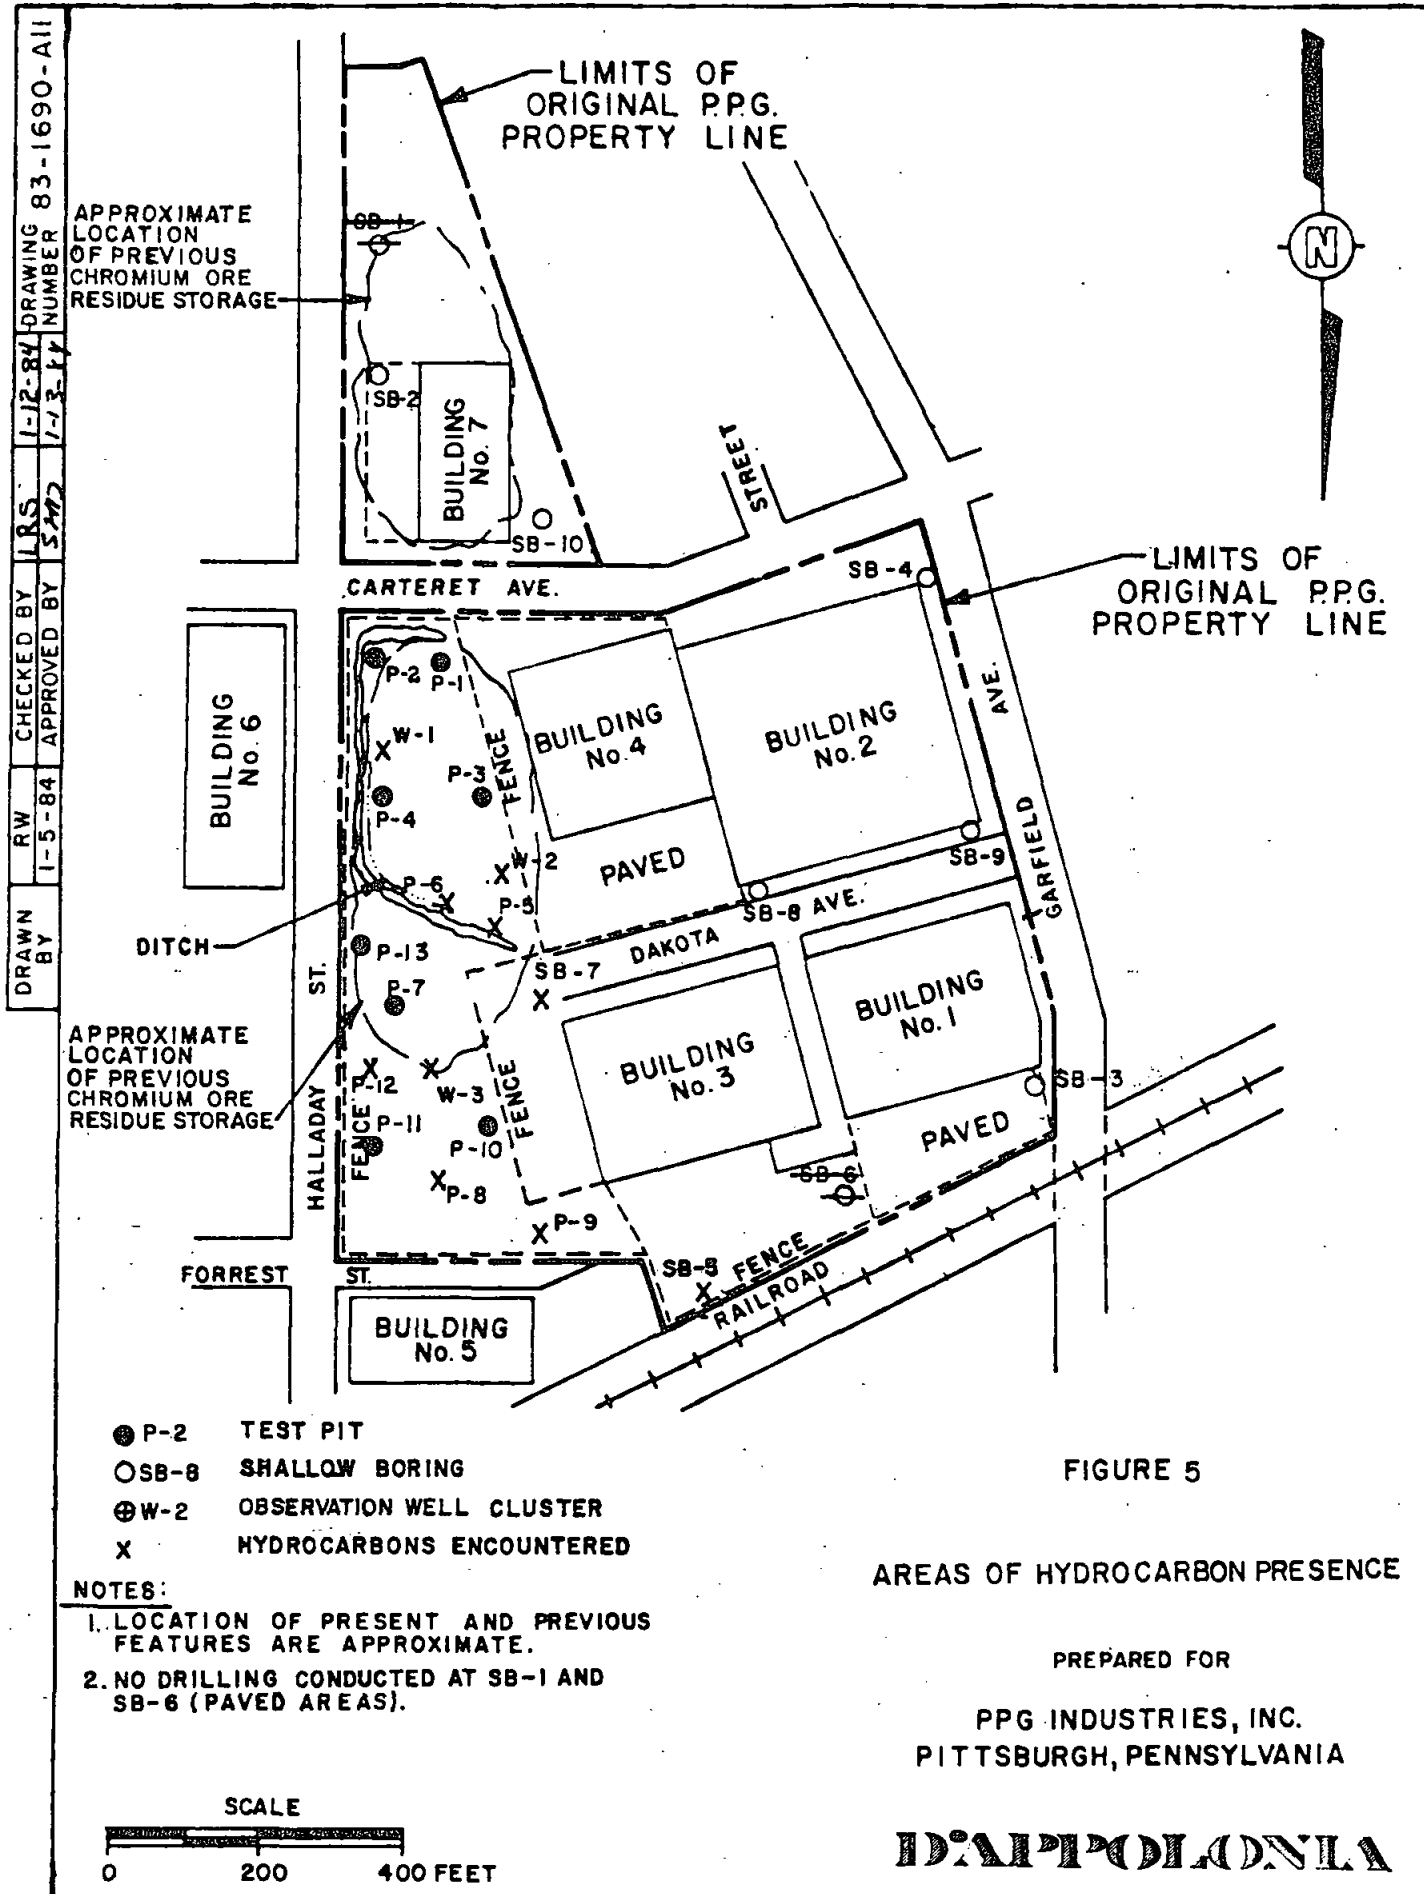 DRAWING NUMBER 83-1690-A11
CHECKED BY LRS 1-12-84
APPROVED BY SMD 1-13-84
DRAWN BY RW 1-5-84
LIMITS OF
ORIGINAL P.P.G.
PROPERTY LINE
APPROXIMATE
LOCATION
OF PREVIOUS
CHROMIUM ORE
RESIDUE STORAGE
SB-1
N
SB-2
BUILDING
No. 7
STREET
SB-10
CARTERET AVE.
SB-4
LIMITS OF
ORIGINAL P.P.G.
PROPERTY LINE
BUILDING
No. 6
P-2
P-1
W-1
P-3
FENCE
P-4
BUILDING
No. 4
BUILDING
No. 2
AVE.
GARFIELD
PAVED
W-2
P-6
P-5
SB-9
SB-8
AVE.
DAKOTA
DITCH
P-13
SB-7
P-7
ST.
HALLADAY
BUILDING
No. 1
BUILDING
No. 3
APPROXIMATE
LOCATION
OF PREVIOUS
CHROMIUM ORE
RESIDUE STORAGE
P-12
W-3
FENCE
SB-3
P-11
FENCE
P-10
PAVED
P-8
SB-6
P-9
FORREST ST.
SB-5
FENCE
RAILROAD
BUILDING
No. 5
P-2 TEST PIT
SB-8 SHALLOW BORING
W-2 OBSERVATION WELL CLUSTER
X HYDROCARBONS ENCOUNTERED
NOTES:
1. LOCATION OF PRESENT AND PREVIOUS
FEATURES ARE APPROXIMATE.
2. NO DRILLING CONDUCTED AT SB-1 AND
SB-6 (PAVED AREAS).
SCALE
0 200 400 FEET
FIGURE 5
AREAS OF HYDROCARBON PRESENCE
PREPARED FOR
PPG INDUSTRIES, INC.
PITTSBURGH, PENNSYLVANIA
D'APPOLONIA